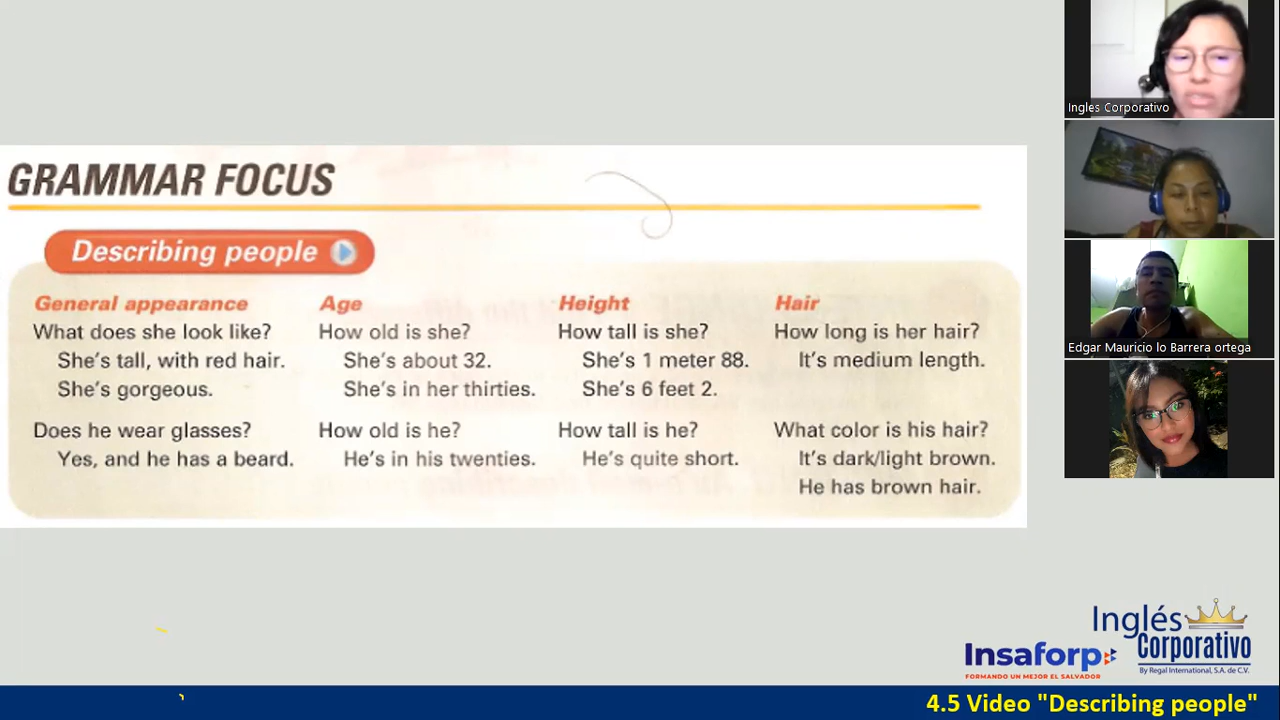 GRAMMAR FOCUS
Describing people
General appearance
What does she look like?
She's tall, with red hair.
She's gorgeous.
Does he wear glasses?
Yes, and he has a beard.
Age
How old is she?
She's about 32.
She's in her thirties.
How old is he?
He's in his twenties.
Height
How tall is she?
She's 1 meter 88.
She's 6 feet 2.
How tall is he?
He's quite short.
Hair
How long is her hair?
It's medium length.
What color is his hair?
It's dark/light brown.
He has brown hair.
Ingles Corporativo
Edgar Mauricio lo Barrera ortega
Insaforp
FORMANDO UN MEJOR EL SALVADOR
Inglés
Corporativo
By Regal International, S.A. de C.V.
4.5 Video "Describing people"